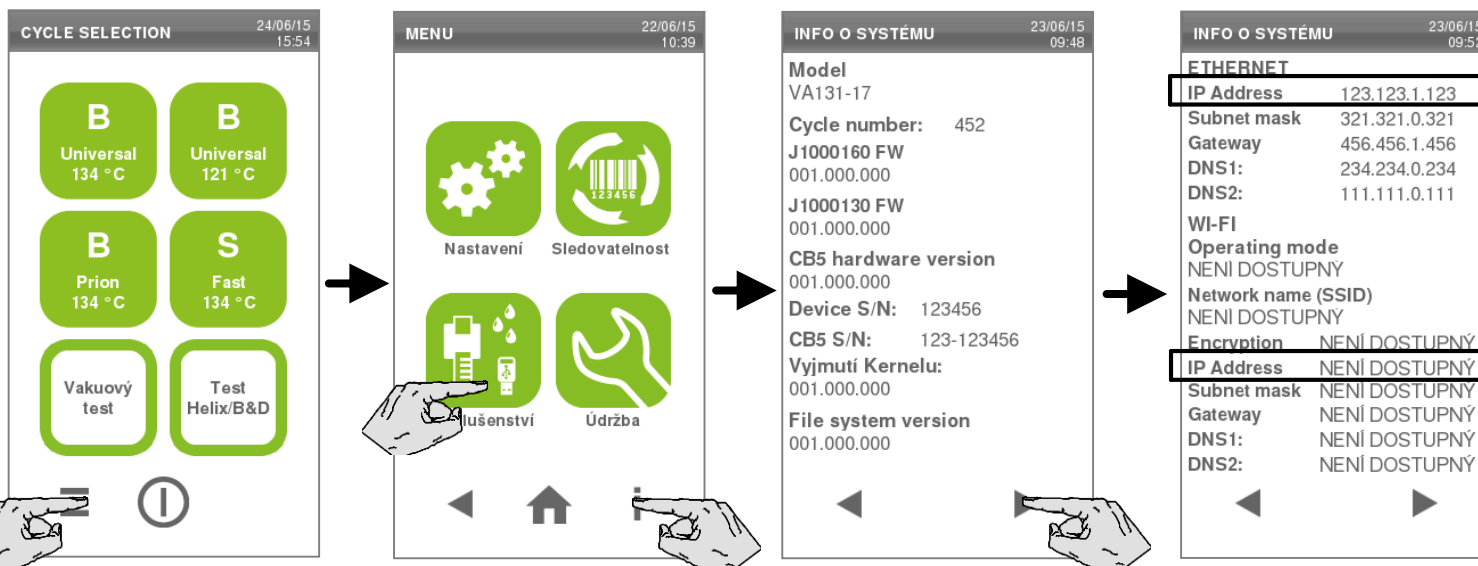 CYCLE SELECTION
24/06/15
15:54
B
Universal
134 °C
B
Universal
121 °C
B
Prion
134 °C
S
Fast
134 °C
Vakuový
test
Test
Helix/B&D
MENU
22/06/15
10:39
Nastavení
123456
Sledovatelnost
lušenství
Údržba
i
INFO O SYSTÉMU
23/06/15
09:48
Model
VA131-17
Cycle number: 452
J1000160 FW
001.000.000
J1000130 FW
001.000.000
CB5 hardware version
001.000.000
Device S/N: 123456
CB5 S/N: 123-123456
Vyjmutí Kernelu:
001.000.000
File system version
001.000.000
INFO O SYSTÉMU
23/06/15
09:52
ETHERNET
IP Address 123.123.1.123
Subnet mask 321.321.0.321
Gateway 456.456.1.456
DNS1: 234.234.0.234
DNS2: 111.111.0.111
WI-FI
Operating mode
NENÍ DOSTUPNÝ
Network name (SSID)
NENÍ DOSTUPNÝ
Encryption NENÍ DOSTUPNÝ
IP Address NENÍ DOSTUPNÝ
Subnet mask NENÍ DOSTUPNÝ
Gateway NENÍ DOSTUPNÝ
DNS1: NENÍ DOSTUPNÝ
DNS2: NENÍ DOSTUPNÝ